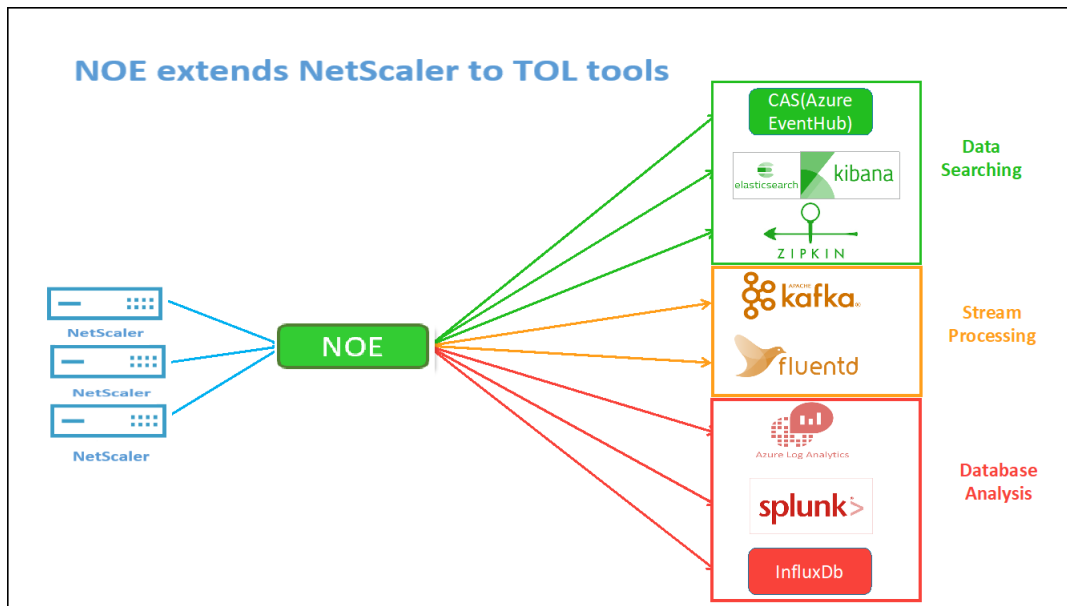 NOE extends NetScaler to TOL tools
NetScaler
NetScaler
NetScaler
NOE
CAS(Azure
EventHub)
elasticsearch
kibana
ZIPKIN
Data
Searching
APACHE
kafka®
fluentd
Stream
Processing
Azure Log Analytics
splunk>
InfluxDb
Database
Analysis